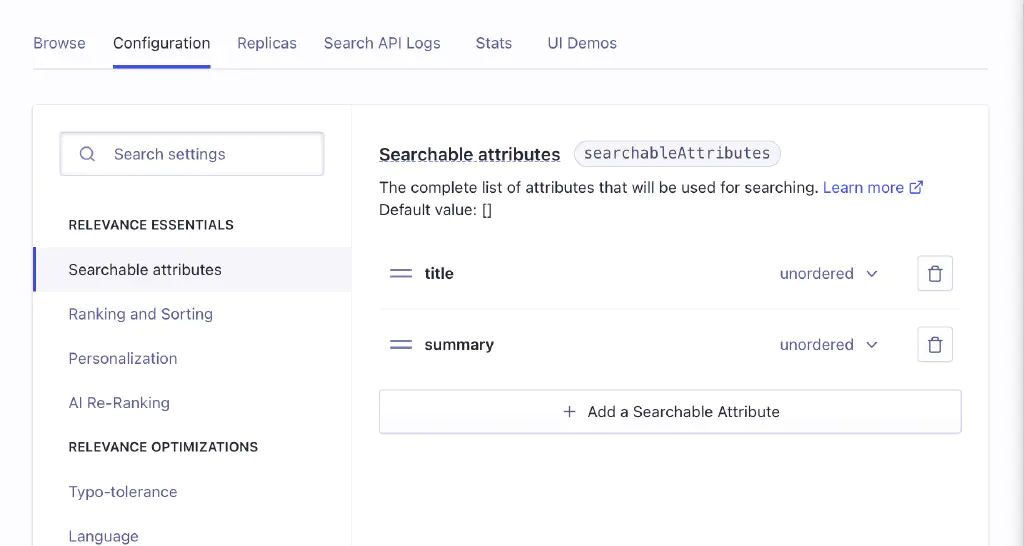 Browse Configuration Replicas Search API Logs Stats UI Demos
Search settings
RELEVANCE ESSENTIALS
Searchable attributes
Ranking and Sorting
Personalization
AI Re-Ranking
RELEVANCE OPTIMIZATIONS
Typo-tolerance
Language
Searchable attributes searchableAttributes
The complete list of attributes that will be used for searching. Learn more
Default value: []
title unordered
summary unordered
+ Add a Searchable Attribute